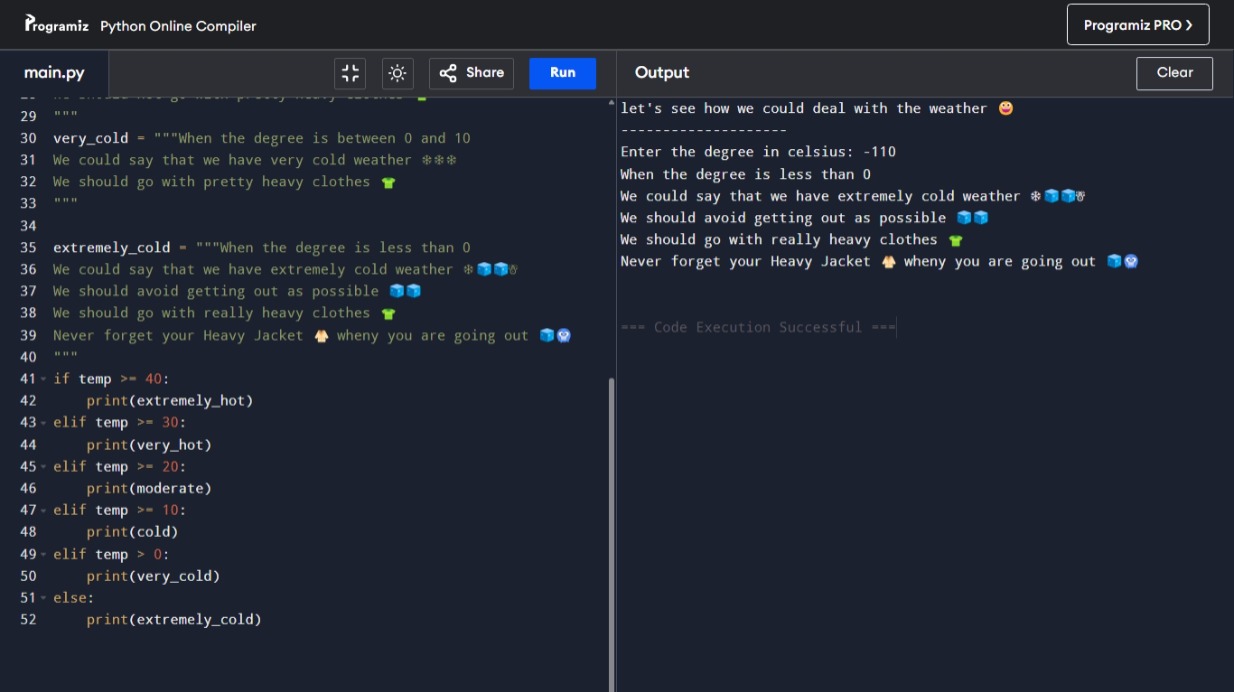 Programiz Python Online Compiler
Programiz PRO
main.py
Share
Run
Output
Clear
29 """
30 very_cold = """When the degree is between 0 and 10
31 We could say that we have very cold weather ❄❄❄
32 We should go with pretty heavy clothes 👕
33 """
34
35 extremely_cold = """When the degree is less than 0
36 We could say that we have extremely cold weather ❄🧊🧊☃
37 We should avoid getting out as possible 🧊🧊
38 We should go with really heavy clothes 👕
39 Never forget your Heavy Jacket 🧥 wheny you are going out 🧊🥶
40 """
41 if temp >= 40:
42 print(extremely_hot)
43 elif temp >= 30:
44 print(very_hot)
45 elif temp >= 20:
46 print(moderate)
47 elif temp >= 10:
48 print(cold)
49 elif temp > 0:
50 print(very_cold)
51 else:
52 print(extremely_cold)
let's see how we could deal with the weather 😀
--------------------
Enter the degree in celsius: -110
When the degree is less than 0
We could say that we have extremely cold weather ❄🧊🧊☃
We should avoid getting out as possible 🧊🧊
We should go with really heavy clothes 👕
Never forget your Heavy Jacket 🧥 wheny you are going out 🧊🥶
=== Code Execution Successful ===